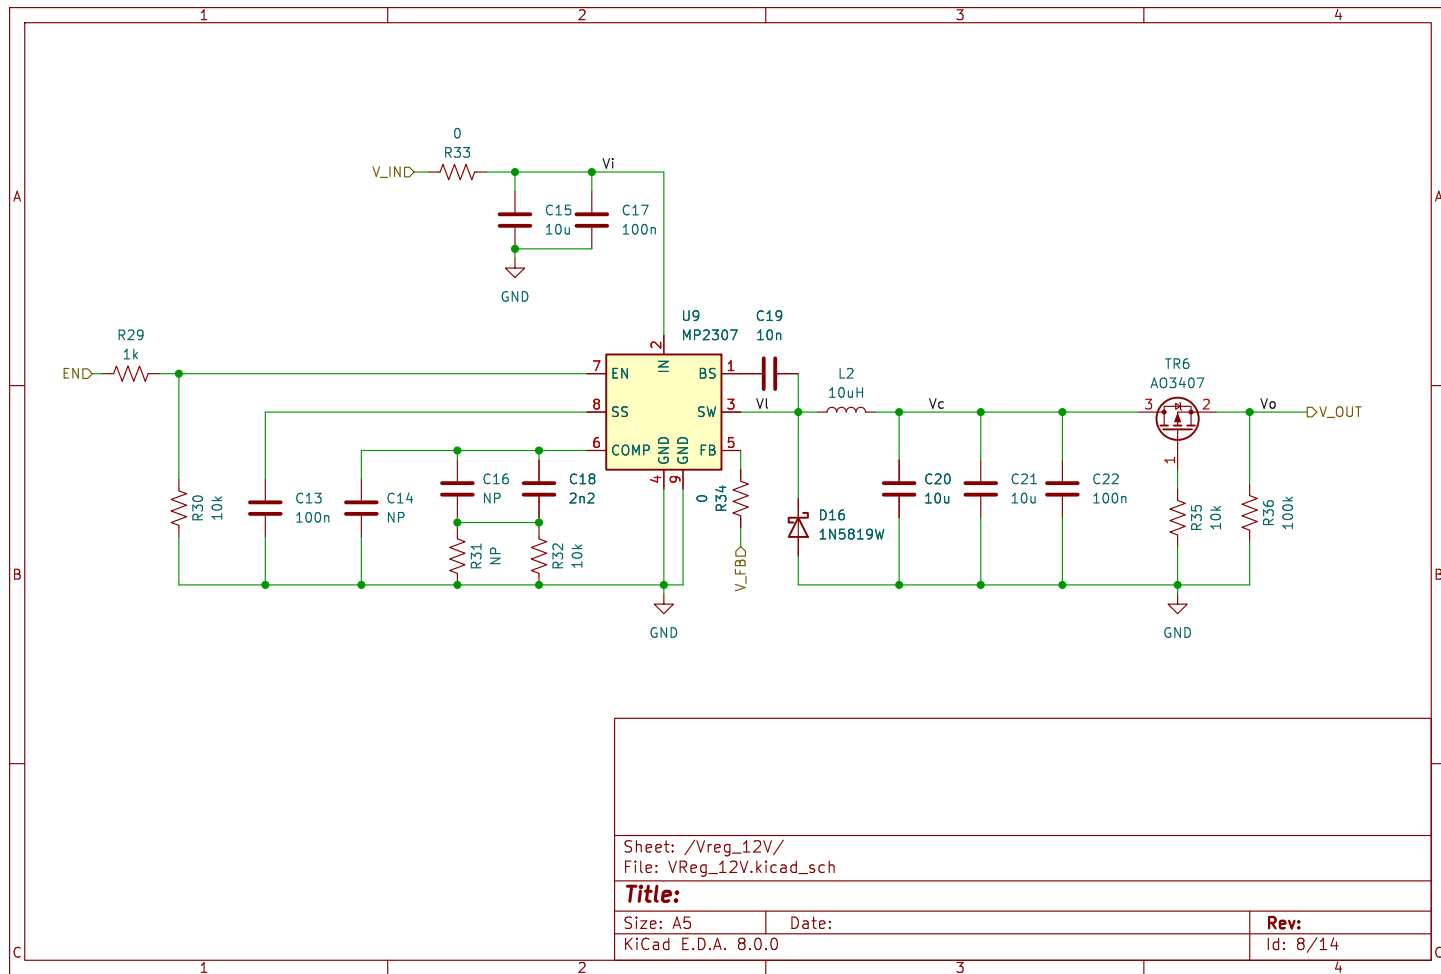 1 2 3 4
A A
0
R33
V_IN
Vi
C15
10u
C17
100n
GND
R29
1k
EN
U9
MP2307
2
IN
7 EN
8 SS
6 COMP
BS 1
SW 3
FB 5
GND
GND
4
9
C19
10n
Vl
L2
10uH
Vc
TR6
AO3407
3
2
1
Vo
V_OUT
R30
10k
C13
100n
C14
NP
C16
NP
C18
2n2
R31
NP
R32
10k
0
R34
V_FB
D16
1N5819W
C20
10u
C21
10u
C22
100n
R35
10k
R36
100k
B B
GND
GND
Sheet: /Vreg_12V/
File: VReg_12V.kicad_sch
Title:
Size: A5 Date: Rev:
KiCad E.D.A. 8.0.0 Id: 8/14
C C
1 2 3 4